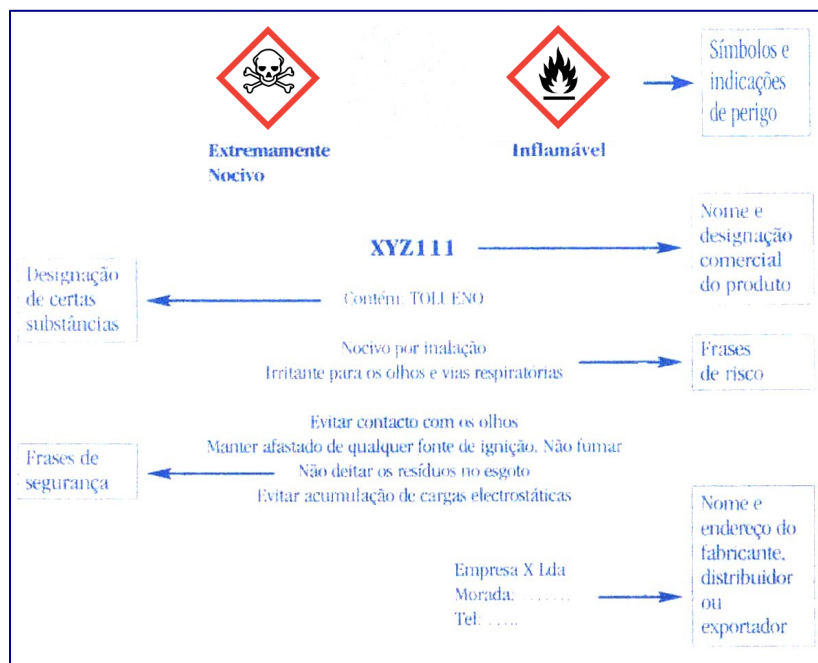 Símbolos e
indicações
de perigo
Extremamente
Nocivo
Inflamável
XYZ111
Nome e
designação
comercial
do produto
Designação
de certas
substâncias
Contém: TOLUENO
Nocivo por inalação
Irritante para os olhos e vias respiratórias
Frases
de risco
Evitar contacto com os olhos
Manter afastado de qualquer fonte de ignição. Não fumar
Não deitar os resíduos no esgoto
Evitar acumulação de cargas electrostáticas
Frases de
segurança
Nome e
endereço do
fabricante,
distribuidor
ou
exportador
Empresa X Lda
Morada: .......
Tel: .....